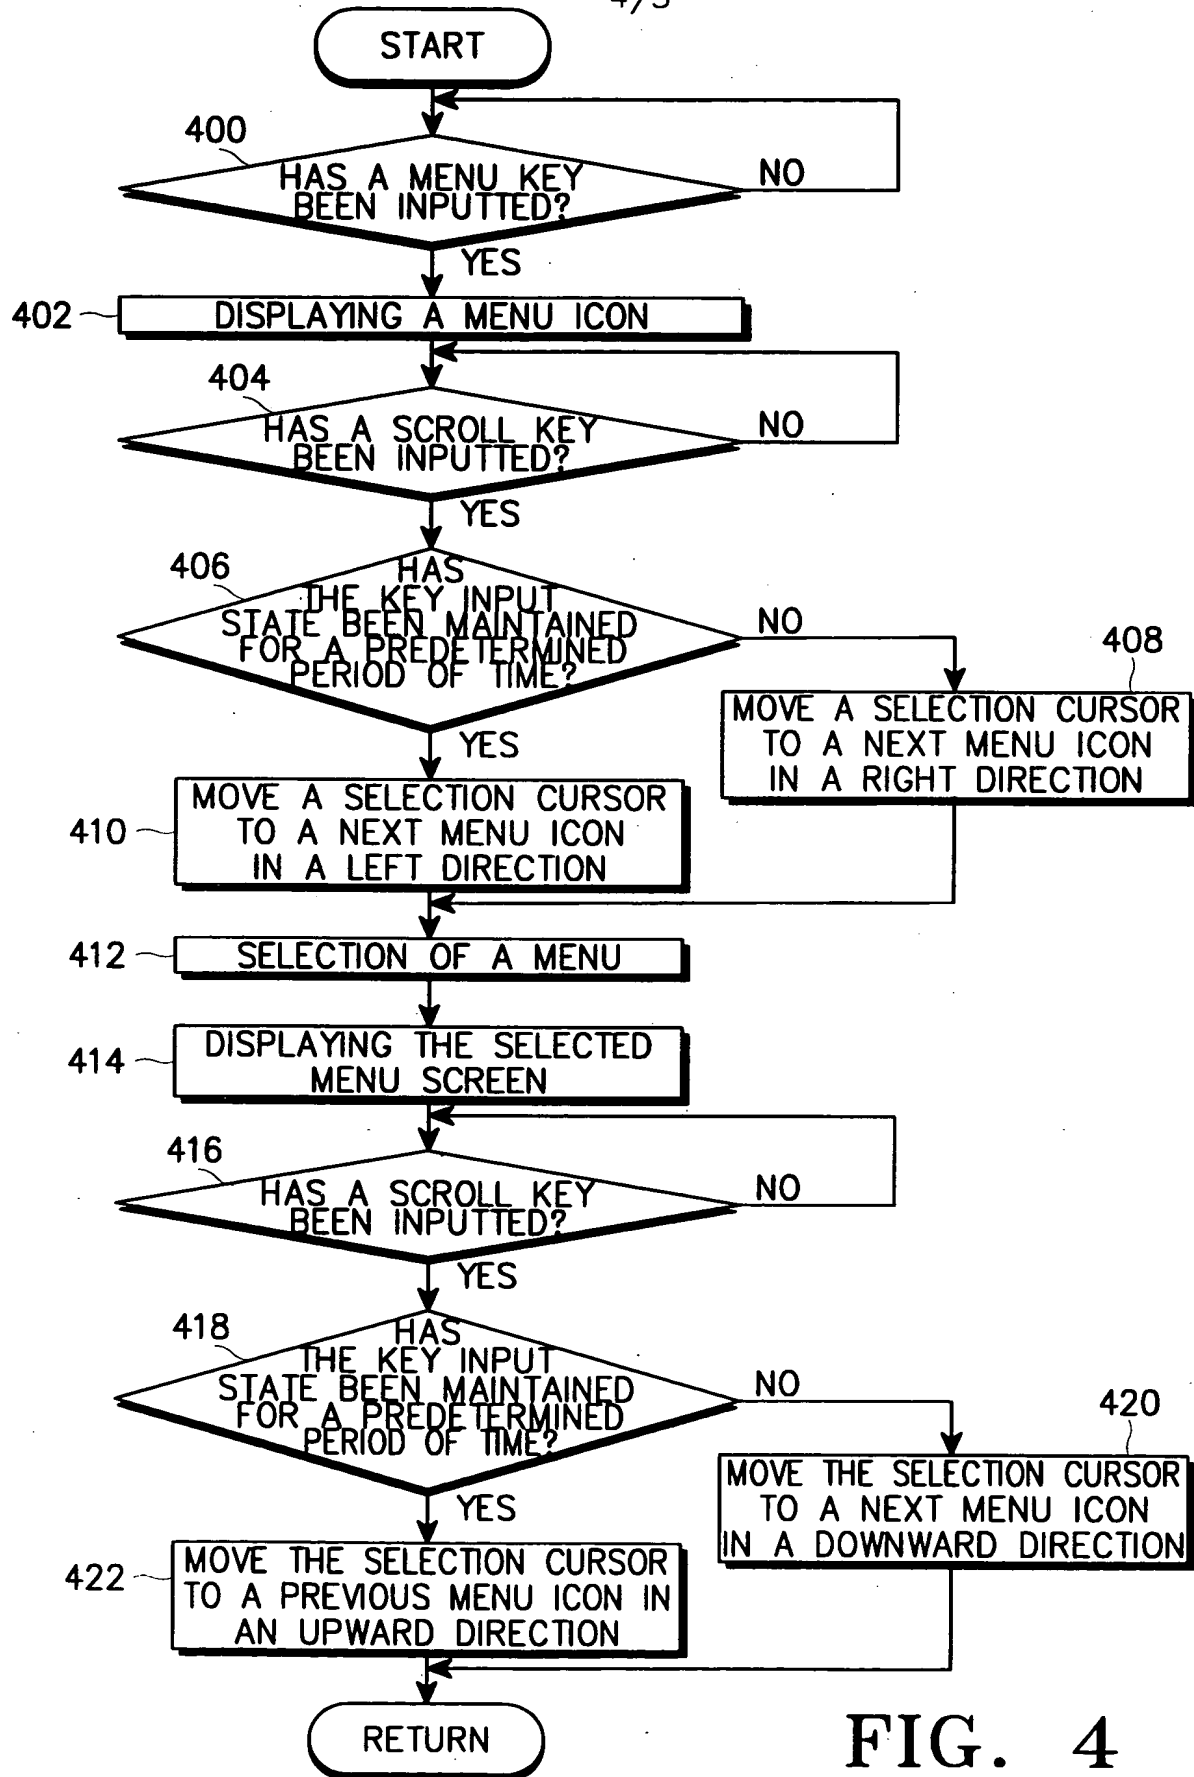 START
400
HAS A MENU KEY
BEEN INPUTTED?
NO
YES
402
DISPLAYING A MENU ICON
404
HAS A SCROLL KEY
BEEN INPUTTED?
NO
YES
406
HAS
THE KEY INPUT
STATE BEEN MAINTAINED
FOR A PREDETERMINED
PERIOD OF TIME?
NO
408
MOVE A SELECTION CURSOR
TO A NEXT MENU ICON
IN A RIGHT DIRECTION
YES
410
MOVE A SELECTION CURSOR
TO A NEXT MENU ICON
IN A LEFT DIRECTION
412
SELECTION OF A MENU
414
DISPLAYING THE SELECTED
MENU SCREEN
416
HAS A SCROLL KEY
BEEN INPUTTED?
NO
YES
418
HAS
THE KEY INPUT
STATE BEEN MAINTAINED
FOR A PREDETERMINED
PERIOD OF TIME?
NO
420
MOVE THE SELECTION CURSOR
TO A NEXT MENU ICON
IN A DOWNWARD DIRECTION
YES
422
MOVE THE SELECTION CURSOR
TO A PREVIOUS MENU ICON IN
AN UPWARD DIRECTION
RETURN
FIG. 4